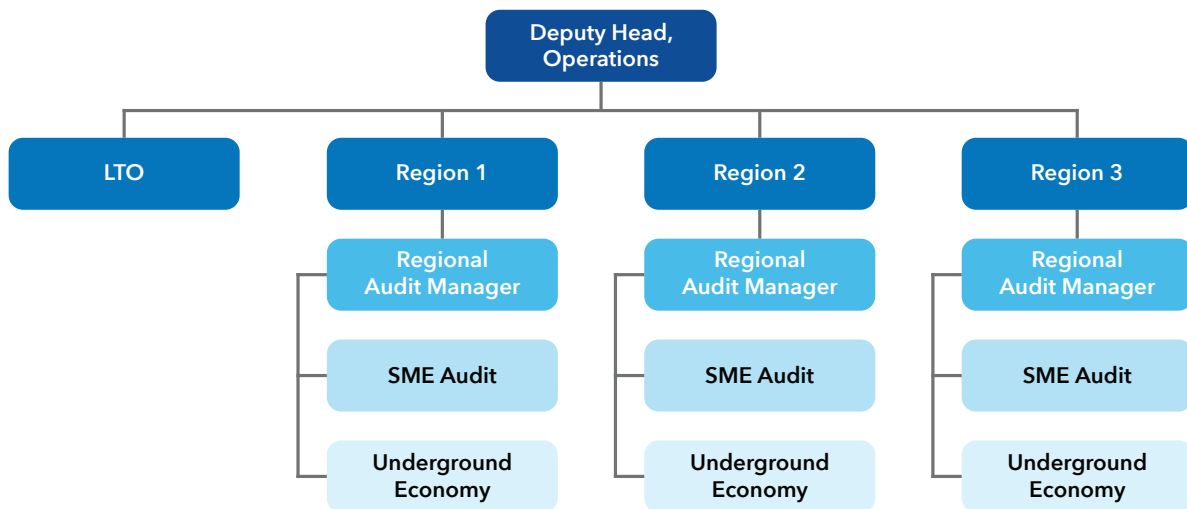 Deputy Head,
Operations
LTO
Region 1
Region 2
Region 3
Regional
Audit Manager
Regional
Audit Manager
Regional
Audit Manager
SME Audit
SME Audit
SME Audit
Underground
Economy
Underground
Economy
Underground
Economy